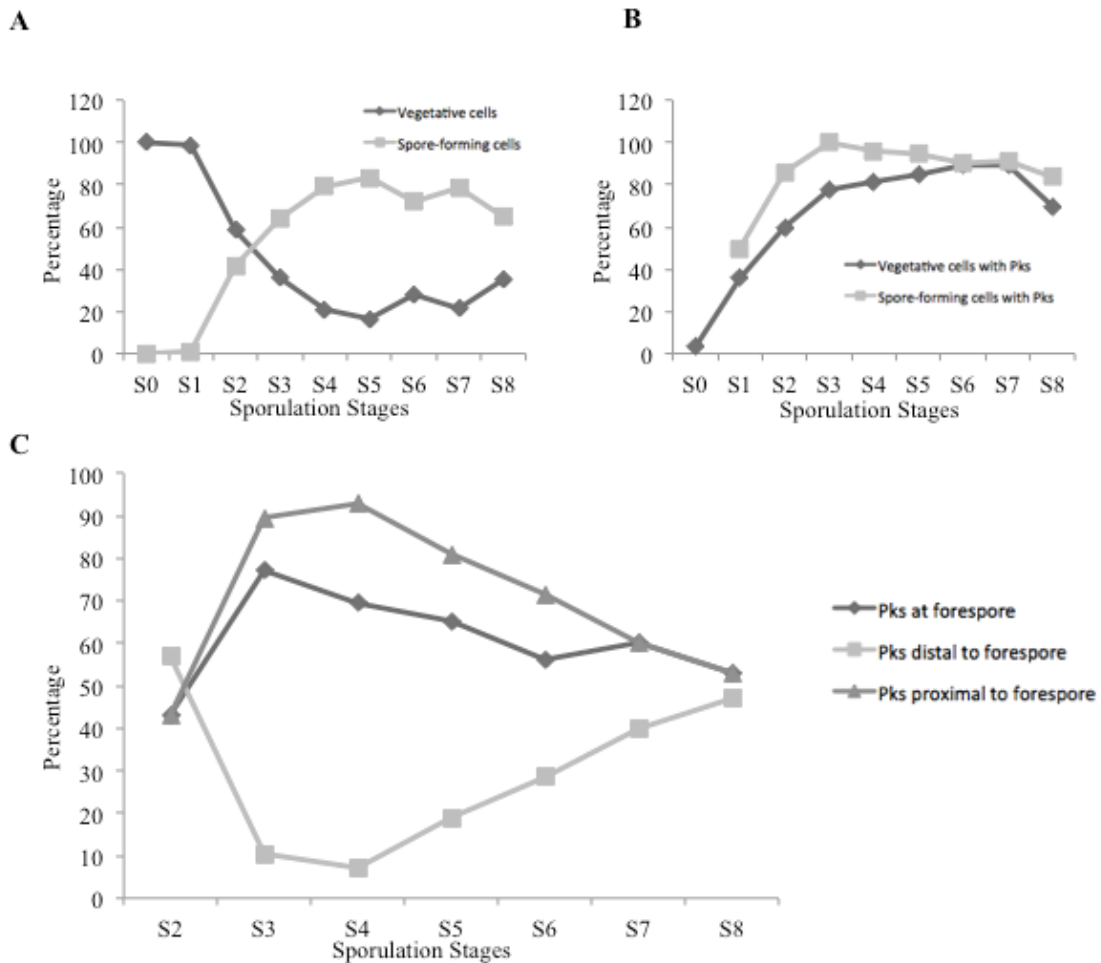 A
B
120
100
80
60
40
20
0
Percentage
Vegetative cells
Spore-forming cells
S0 S1 S2 S3 S4 S5 S6 S7 S8
Sporulation Stages
120
100
80
60
40
20
0
Percentage
Vegetative cells with Pks
Spore-forming cells with Pks
S0 S1 S2 S3 S4 S5 S6 S7 S8
Sporulation Stages
C
100
90
80
70
60
50
40
30
20
10
0
Percentage
Pks at forespore
Pks distal to forespore
Pks proximal to forespore
S2 S3 S4 S5 S6 S7 S8
Sporulation Stages